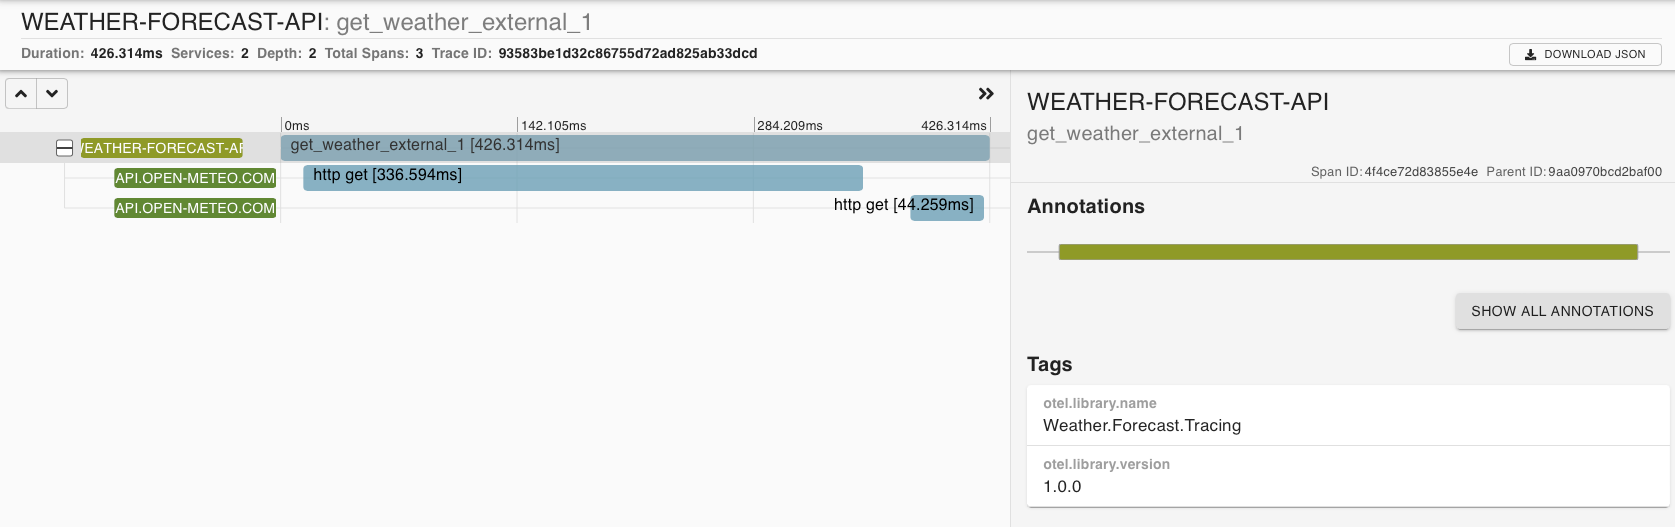 WEATHER-FORECAST-API: get_weather_external_1
Duration: 426.314ms Services: 2 Depth: 2 Total Spans: 3 Trace ID: 93583be1d32c86755d72ad825ab33dcd
DOWNLOAD JSON
0ms 142.105ms 284.209ms 426.314ms
EATHER-FORECAST-AP get_weather_external_1 [426.314ms]
API.OPEN-METEO.COM http get [336.594ms]
API.OPEN-METEO.COM http get [44.259ms]
WEATHER-FORECAST-API
get_weather_external_1
Span ID: 4f4ce72d83855e4e Parent ID: 9aa0970bcd2baf00
Annotations
SHOW ALL ANNOTATIONS
Tags
otel.library.name
Weather.Forecast.Tracing
otel.library.version
1.0.0